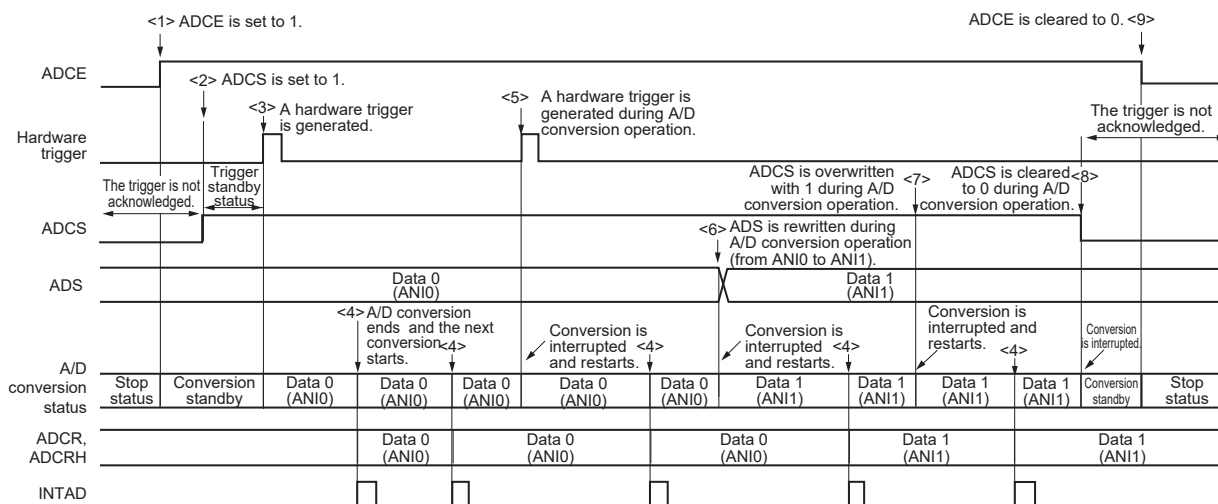 <1> ADCE is set to 1.
ADCE is cleared to 0. <9>
ADCE
<2> ADCS is set to 1.
<3> A hardware trigger
is generated.
<5> A hardware trigger is
generated during A/D
conversion operation.
The trigger is not
acknowledged.
Hardware
trigger
The trigger is not
acknowledged.
Trigger
standby
status
ADCS is overwritten
with 1 during A/D
conversion operation.
<7>
ADCS is cleared
to 0 during A/D
conversion operation.
<8>
ADCS
<6> ADS is rewritten during
A/D conversion operation
(from ANI0 to ANI1).
ADS
Data 0
(ANI0)
Data 1
(ANI1)
<4> A/D conversion
ends and the next
conversion
starts.
<4>
Conversion is
interrupted
and restarts.
<4>
Conversion is
interrupted
and restarts.
<4>
Conversion is
interrupted and
restarts.
<4>
Conversion
is interrupted.
A/D
conversion
status
Stop
status
Conversion
standby
Data 0
(ANI0)
Data 0
(ANI0)
Data 0
(ANI0)
Data 0
(ANI0)
Data 0
(ANI0)
Data 1
(ANI1)
Data 1
(ANI1)
Data 1
(ANI1)
Data 1
(ANI1)
Conversion
standby
Stop
status
ADCR,
ADCRH
Data 0
(ANI0)
Data 0
(ANI0)
Data 0
(ANI0)
Data 1
(ANI1)
Data 1
(ANI1)
INTAD